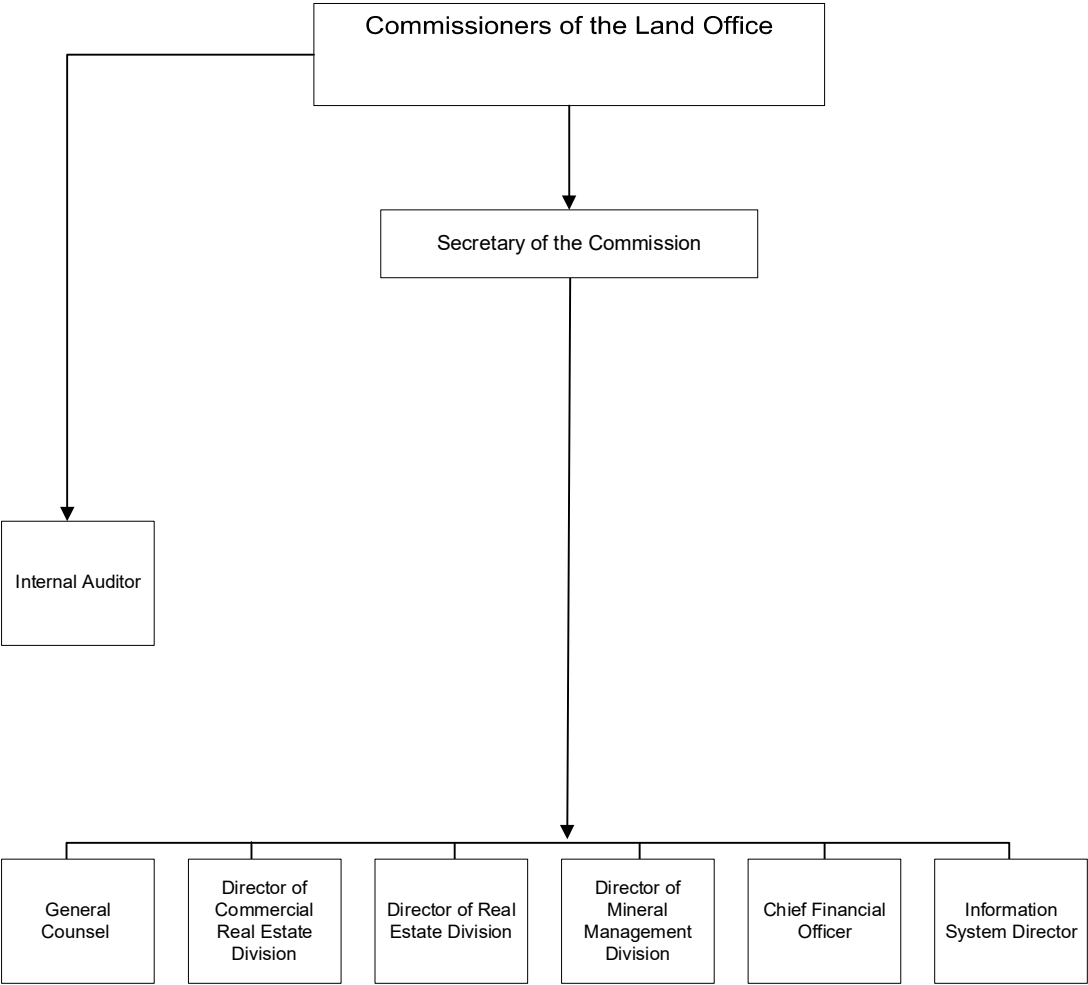 Commissioners of the Land Office
Secretary of the Commission
Internal Auditor
General
Counsel
Director of
Commercial
Real Estate
Division
Director of Real
Estate Division
Director of
Mineral
Management
Division
Chief Financial
Officer
Information
System Director